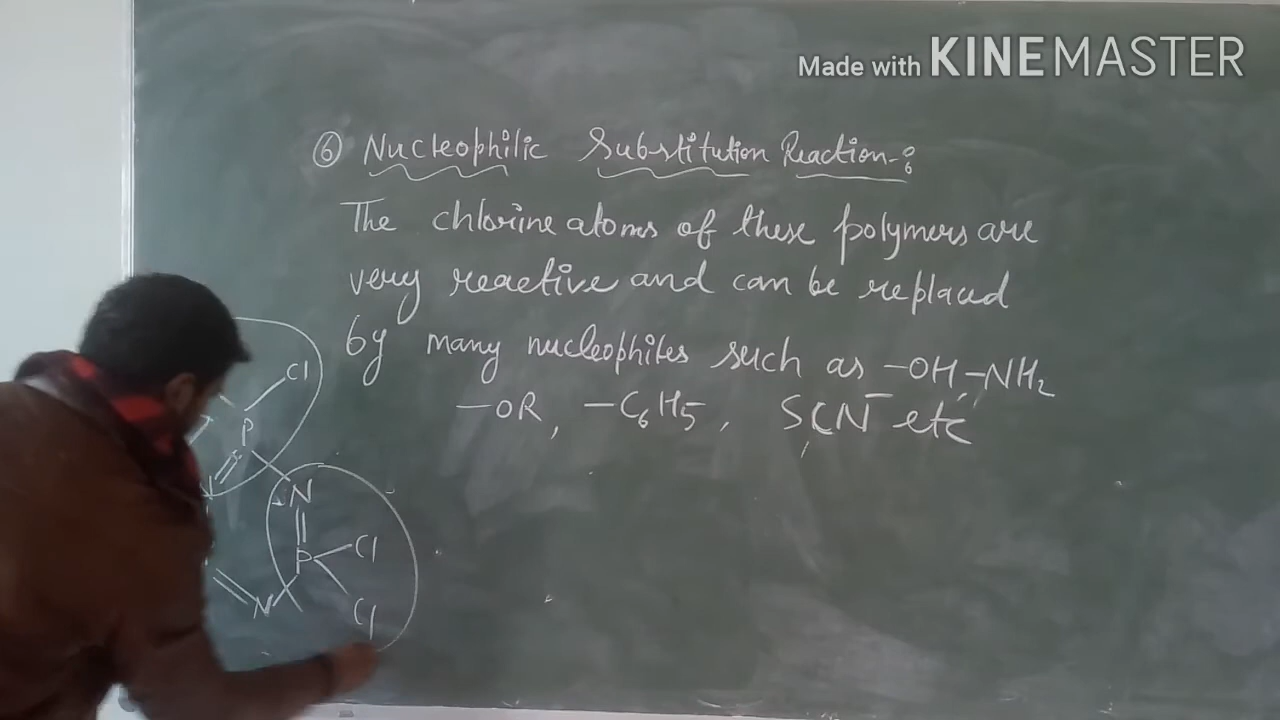 Made with KINEMASTER
⑥ Nucleophilic Substitution Reaction-:
The chlorine atoms of these polymers are
very reactive and can be replaced
by many nucleophiles such as -OH, -NH₂
-OR, -C₆H₅, SCN⁻ etc
Cl
P
N
N
P Cl
N Cl